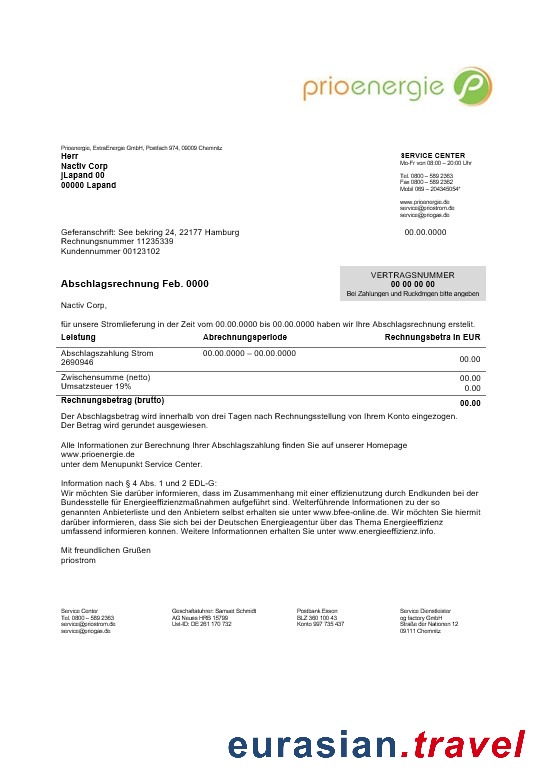 prioenergie
Prioenergie, ExtraEnergie GmbH, Postfach 974, 09009 Chemnitz
Herr
Nactiv Corp
jLapand 00
00000 Lapand
SERVICE CENTER
Mo-Fr von 08:00 – 20:00 Uhr
Tel. 0800 – 589 2363
Fax 0800 – 589 2362
Mobil 089 – 204345054*
www.prioenergie.de
service@priostrom.de
service@priogas.de
Geferanschrift: See bekring 24, 22177 Hamburg
Rechnungsnummer 11235339
Kundennummer 00123102
00.00.0000
VERTRAGSNUMMER
00 00 00 00
Bei Zahlungen und Ruckdmgen bitte angeben
Abschlagsrechnung Feb. 0000
Nactiv Corp,
für unsere Stromlieferung in der Zeit vom 00.00.0000 bis 00.00.0000 haben wir Ihre Abschlagsrechnung erstelit.
Leistung Abrechnungsperiode Rechnungsbetra in EUR
Abschlagszahlung Strom 00.00.0000 – 00.00.0000
2690946 00.00
Zwischensumme (netto) 00.00
Umsatzsteuer 19% 0.00
Rechnungsbetrag (brutto) 00.00
Der Abschlagsbetrag wird innerhalb von drei Tagen nach Rechnungsstellung von Ihrem Konto eingezogen.
Der Betrag wird gerundet ausgewiesen.
Alle Informationen zur Berechnung Ihrer Abschlagszahlung finden Sie auf unserer Homepage
www.prioenergie.de
unter dem Menupunkt Service Center.
Information nach § 4 Abs. 1 und 2 EDL-G:
Wir möchten Sie darüber informieren, dass im Zusammenhang mit einer effizienutzung durch Endkunden bei der
Bundesstelle für Energieeffizienzmaßnahmen aufgeführt sind. Weiterführende Informationen zu der so
genannten Anbieterliste und den Anbietern selbst erhalten sie unter www.bfee-online.de. Wir möchten Sie hiermit
darüber informieren, dass Sie sich bei der Deutschen Energieagentur über das Thema Energieeffizienz
umfassend informieren konnen. Weitere Informationnen erhalten Sie unter www.energieeffizienz.info.
Mit freundlichen Grußen
priostrom
Service Center
Tel. 0800 – 589 2363
service@priostrom.de
service@priogas.de
Geschaftsfuhrer: Samuel Schmidt
AG Neuss HRB 15799
Ust-ID: DE 261 170 732
Postbank Essen
BLZ 360 100 43
Konto 997 735 437
Service Dienstleister
og factory GmbH
Straße der Nationen 12
09111 Chemnitz
eurasian.travel